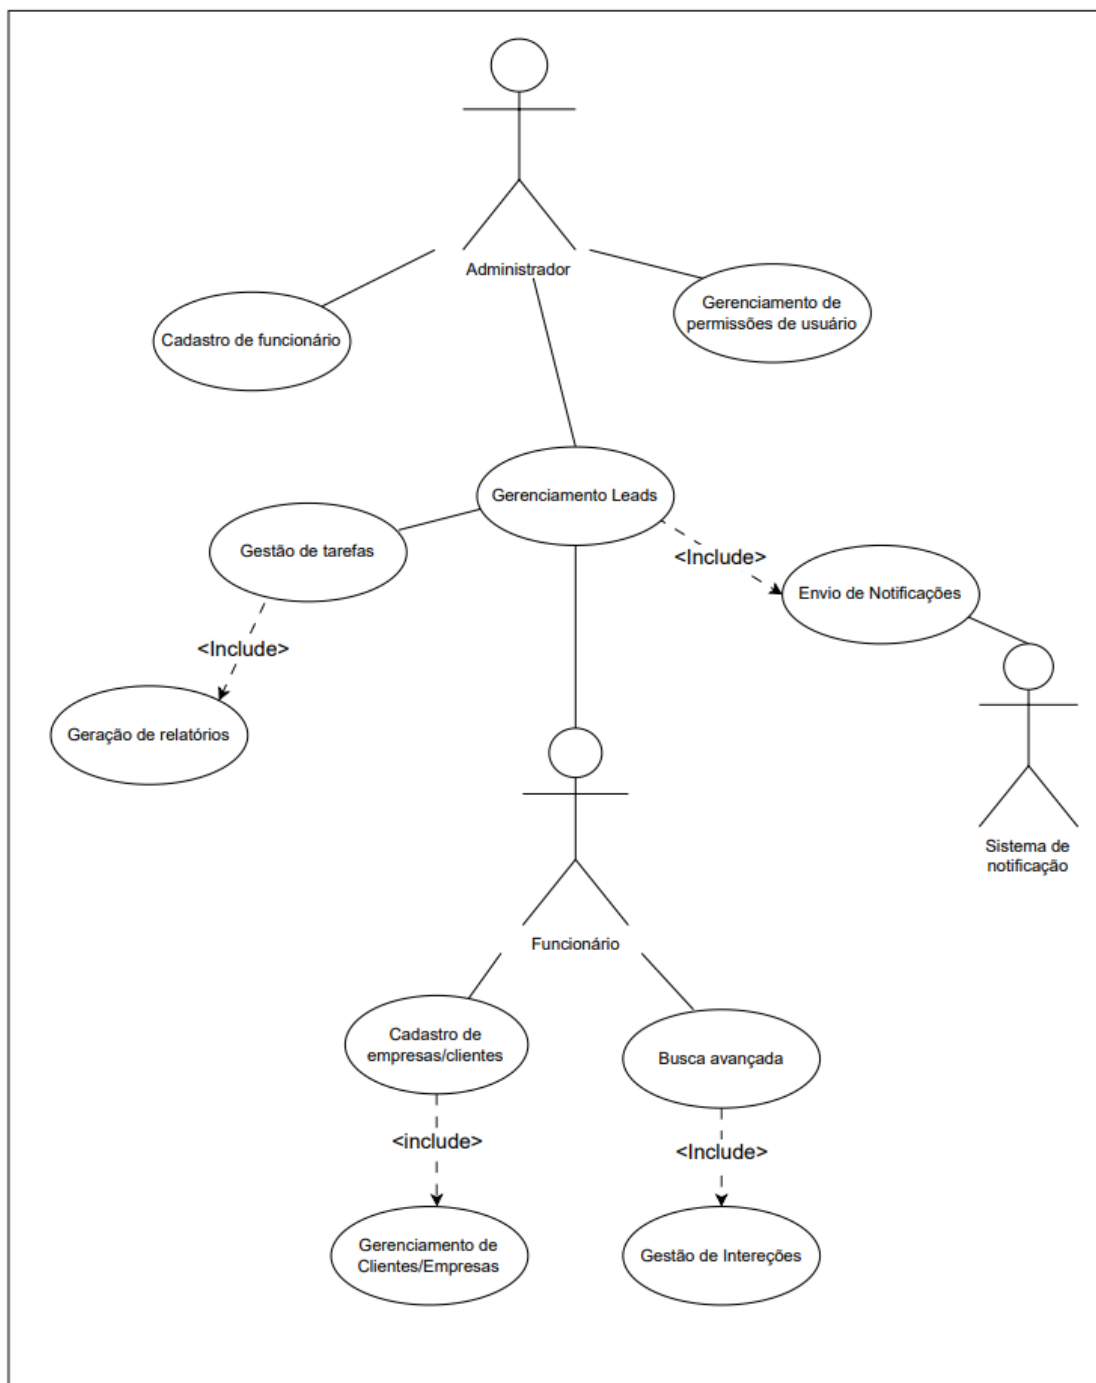 Administrador
Gerenciamento de
permissões de usuário
Cadastro de funcionário
Gerenciamento Leads
Gestão de tarefas
<Include>
Envio de Notificações
<Include>
Geração de relatórios
Sistema de
notificação
Funcionário
Cadastro de
empresas/clientes
Busca avançada
<include>
<Include>
Gerenciamento de
Clientes/Empresas
Gestão de Intereções